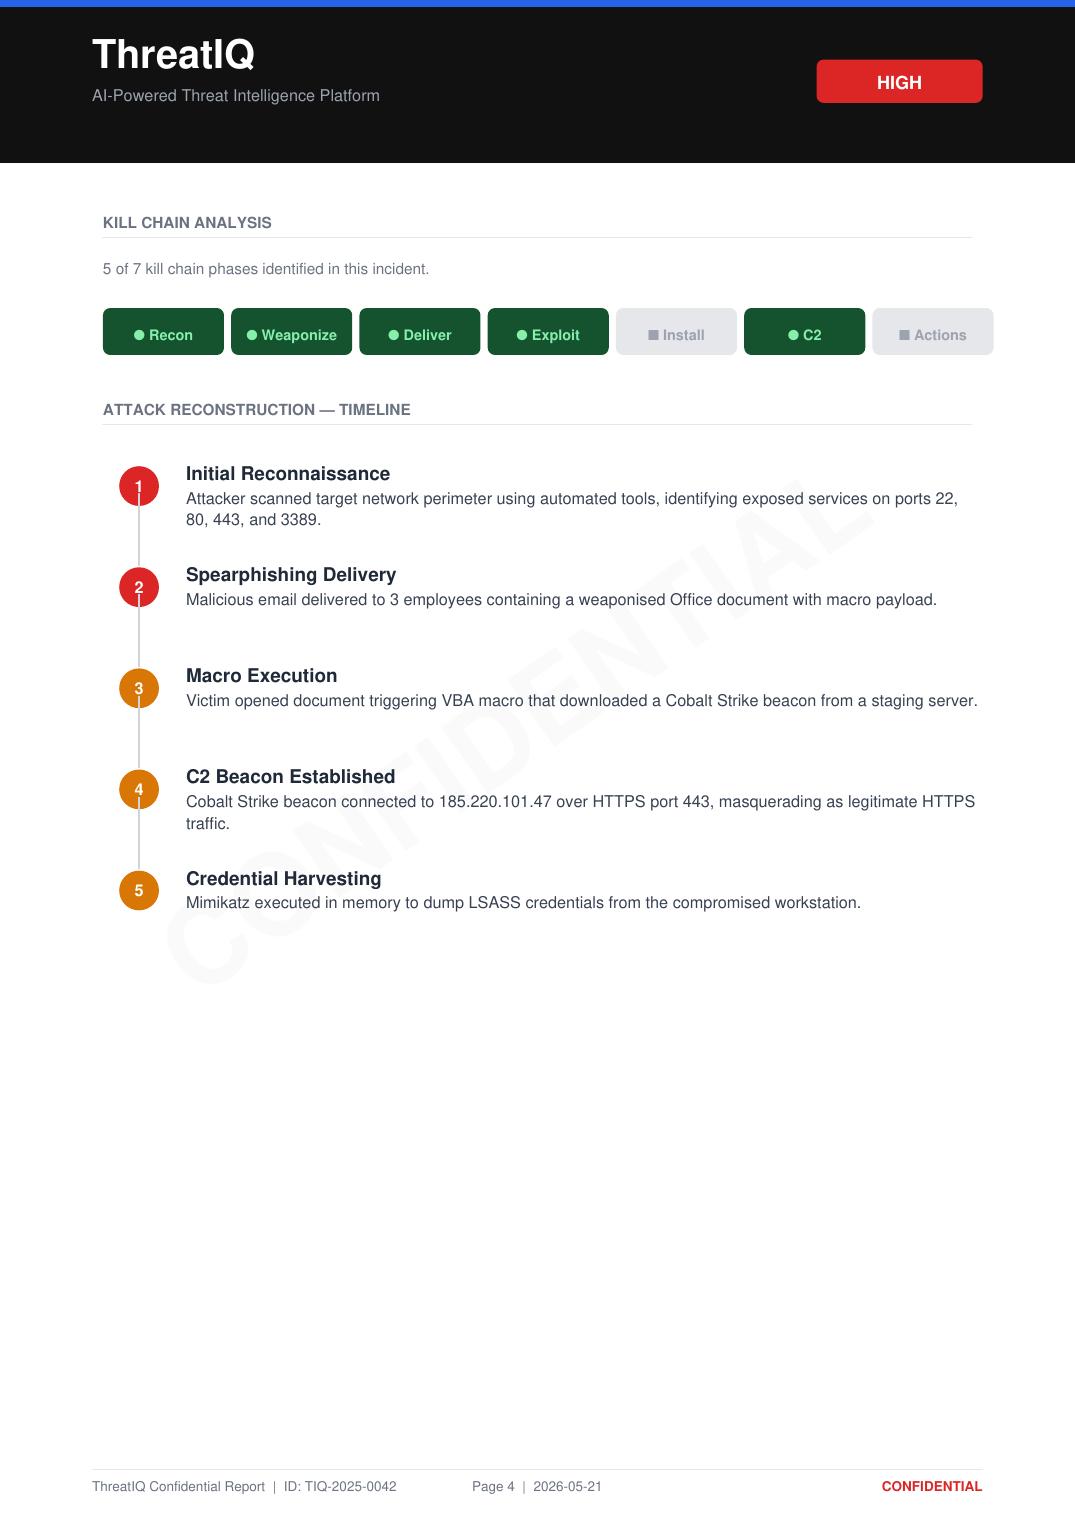 ThreatIQ
AI-Powered Threat Intelligence Platform
HIGH
KILL CHAIN ANALYSIS
5 of 7 kill chain phases identified in this incident.
● Recon
● Weaponize
● Deliver
● Exploit
■ Install
● C2
■ Actions
ATTACK RECONSTRUCTION — TIMELINE
1
Initial Reconnaissance
Attacker scanned target network perimeter using automated tools, identifying exposed services on ports 22,
80, 443, and 3389.
2
Spearphishing Delivery
Malicious email delivered to 3 employees containing a weaponised Office document with macro payload.
3
Macro Execution
Victim opened document triggering VBA macro that downloaded a Cobalt Strike beacon from a staging server.
4
C2 Beacon Established
Cobalt Strike beacon connected to 185.220.101.47 over HTTPS port 443, masquerading as legitimate HTTPS
traffic.
5
Credential Harvesting
Mimikatz executed in memory to dump LSASS credentials from the compromised workstation.
CONFIDENTIAL
ThreatIQ Confidential Report | ID: TIQ-2025-0042
Page 4 | 2026-05-21
CONFIDENTIAL